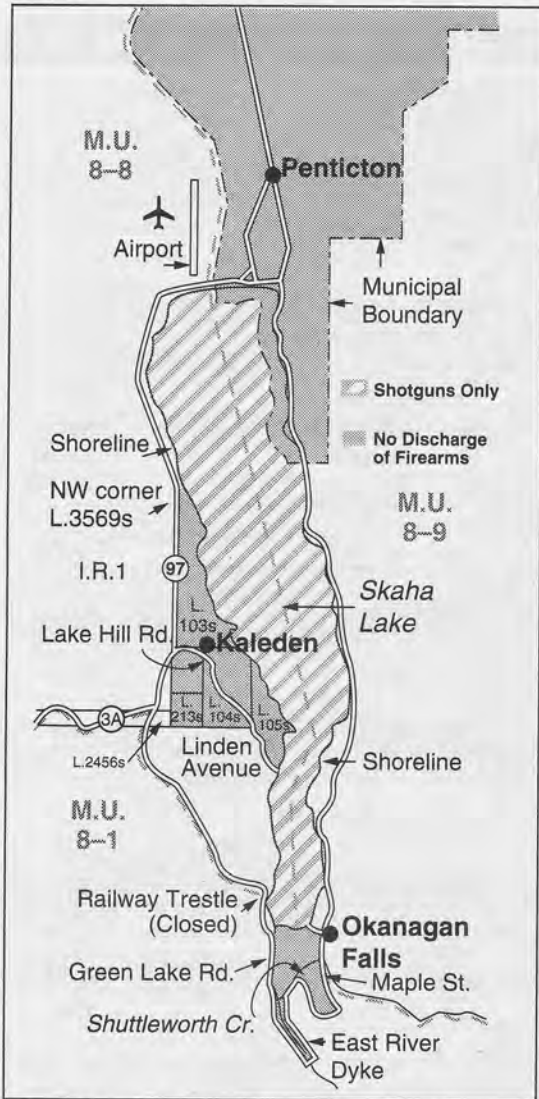 M.U.
8–8
Penticton
Airport
Municipal
Boundary
Shotguns Only
No Discharge
of Firearms
Shoreline
NW corner
L.3569s
M.U.
8–9
I.R.1
97
Skaha
Lake
L.
103s
Lake Hill Rd.
Kaleden
L.
213s
L.
104s
L.
105s
3A
L.2456s
Linden
Avenue
Shoreline
M.U.
8–1
Railway Trestle
(Closed)
Okanagan
Falls
Green Lake Rd.
Maple St.
Shuttleworth Cr.
East River
Dyke